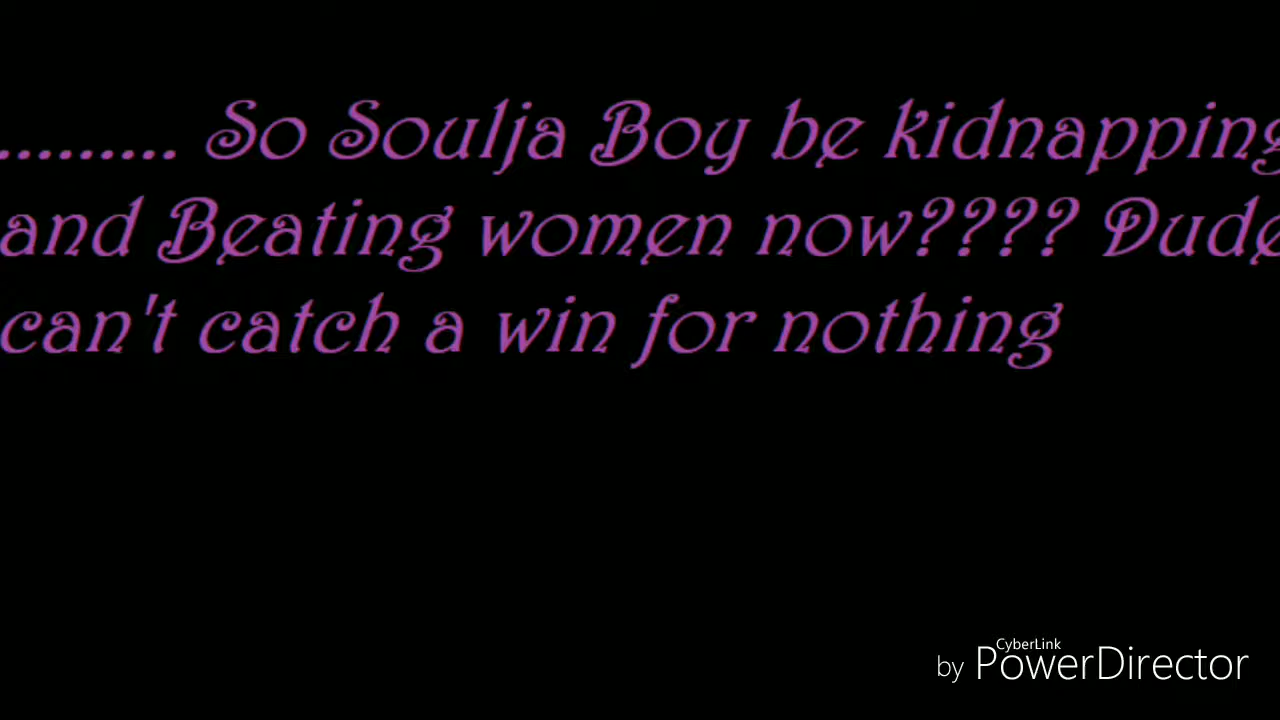 ......... So Soulja Boy be kidnapping
and Beating women now???? Dude
can't catch a win for nothing
CyberLink
by PowerDirector